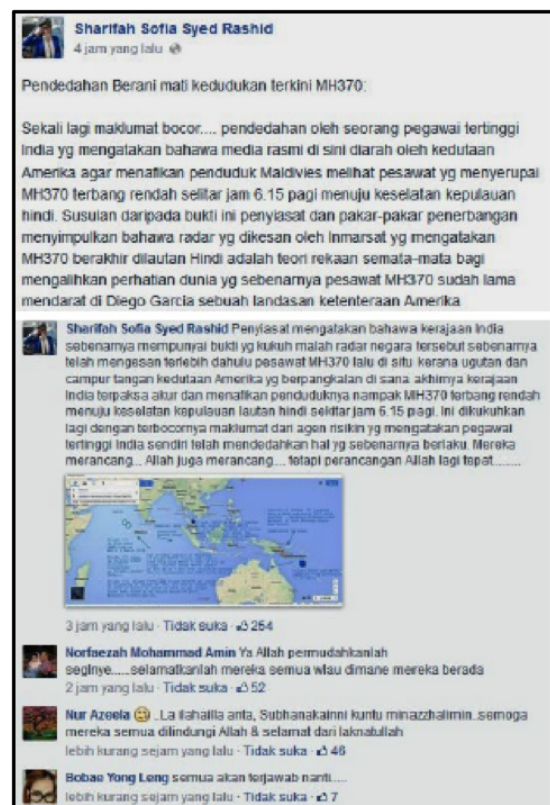 Sharifah Sofia Syed Rashid
4 jam yang lalu
Pendedahan Berani mati kedudukan terkini MH370:
Sekali lagi maklumat bocor.... pendedahan oleh seorang pegawai tertinggi
India yg mengatakan bahawa media rasmi di sini diarah oleh kedutaan
Amerika agar menafikan penduduk Maldivies melihat pesawat yg menyerupai
MH370 terbang rendah selitar jam 6.15 pagi menuju keselatan kepulauan
hindi. Susulan daripada bukti ini penyiasat dan pakar-pakar penerbangan
menyimpulkan bahawa radar yg dikesan oleh Inmarsat yg mengatakan
MH370 berakhir dilautan Hindi adalah teori rekaan semata-mata bagi
mengalihkan perhatian dunia yg sebenarnya pesawat MH370 sudah lama
mendarat di Diego Garcia sebuah landasan ketenteraan Amerika
Sharifah Sofia Syed Rashid Penyiasat mengatakan bahawa kerajaan India
sebenarnya mempunyai bukti yg kukuh malah radar negara tersebut sebenarnya
telah mengesan terlebih dahulu pesawat MH370 lalu di situ kerana ugutan dan
campur tangan kedutaan Amerika yg berpangkalan di sana. akhirnya kerajaan
India terpaksa akur dan menafikan penduduknya nampak MH370 terbang rendah
menuju keselatan kepulauan lautan hindi sekitar jam 6.15 pagi. Ini dikukuhkan
lagi dengan terbocornya maklumat dari agen risikin yg mengatakan pegawai
tertinggi India sendiri telah mendedahkan hal yg sebenarnya berlaku. Mereka
merancang... Allah juga merancang.... tetapi perancangan Allah lagi tepat........
3 jam yang lalu · Tidak suka · 254
Norfaezah Mohammad Amin Ya Allah permudahkanlah
seginye.....selamatkanlah mereka semua wlau dimane mereka berada
2 jam yang lalu · Tidak suka · 52
Nur Azeela ..La ilahailla anta, Subhanakainni kuntu minazzhalimin..semoga
mereka semua dilindungi Allah & selamat dari laknatullah
lebih kurang sejam yang lalu · Tidak suka · 46
Bobae Yong Leng semua akan terjawab nanti.....
lebih kurang sejam yang lalu · Tidak suka · 7